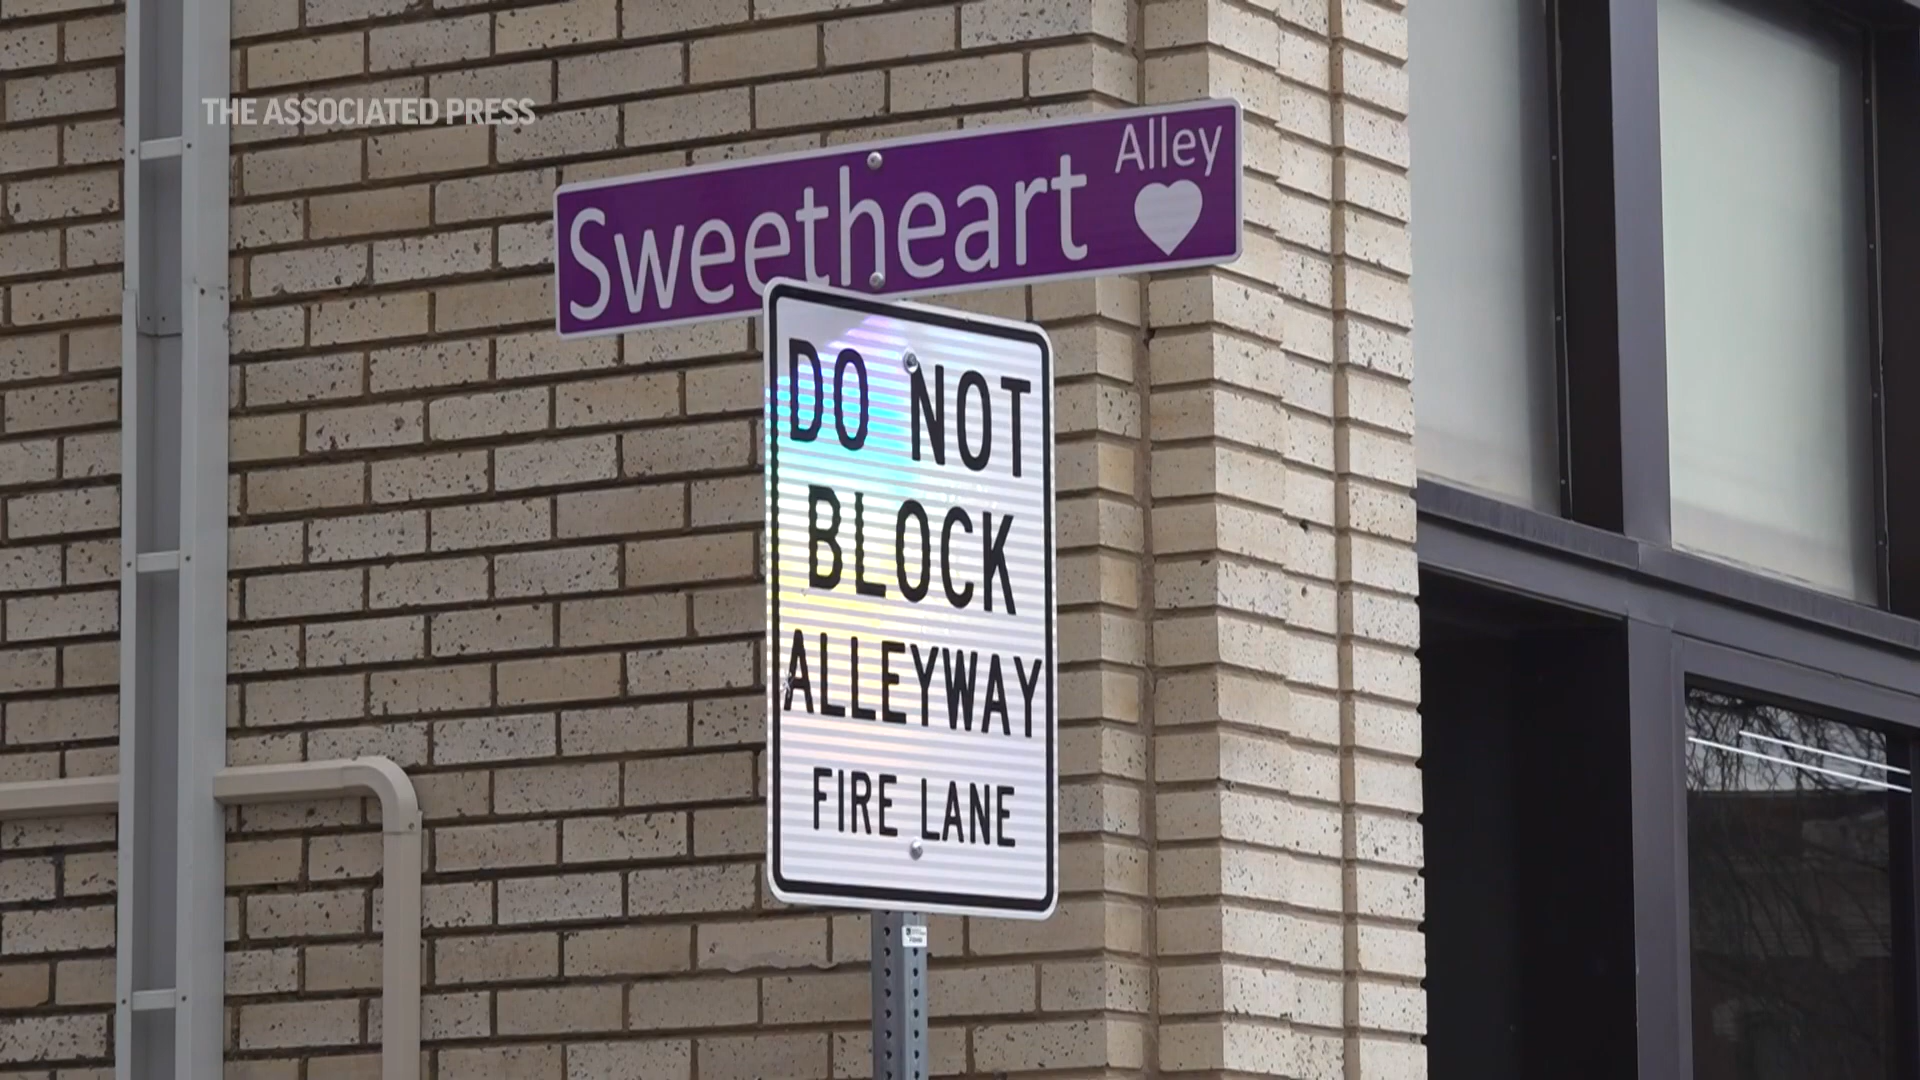 THE ASSOCIATED PRESS
Sweetheart Alley
DO NOT
BLOCK
ALLEYWAY
FIRE LANE